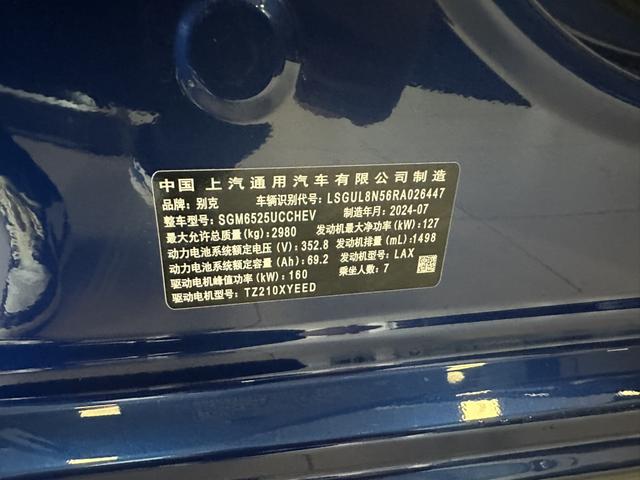 中国 上汽通用汽车有限公司制造
品牌: 别克 车辆识别代号: LSGUL8N56RA026447
整车型号: SGM6525UCCHEV 制造年月: 2024-07
最大允许总质量(kg): 2980 发动机最大净功率(kW): 127
动力电池系统额定电压(V): 352.8 发动机排量(mL): 1498
动力电池系统额定容量(Ah): 69.2 发动机型号: LAX
驱动电机峰值功率(kW): 160 乘坐人数: 7
驱动电机型号: TZ210XYEED